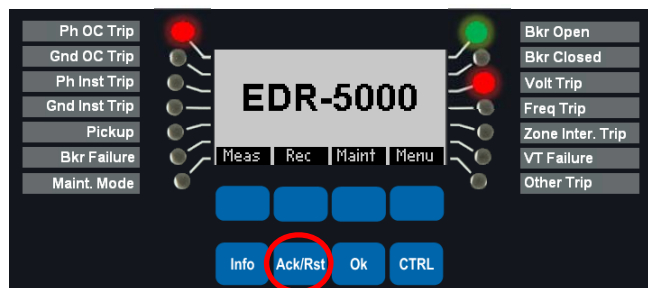 Ph OC Trip
Gnd OC Trip
Ph Inst Trip
Gnd Inst Trip
Pickup
Bkr Failure
Maint. Mode
EDR-5000
Meas Rec Maint Menu
Bkr Open
Bkr Closed
Volt Trip
Freq Trip
Zone Inter. Trip
VT Failure
Other Trip
Info Ack/Rst Ok CTRL